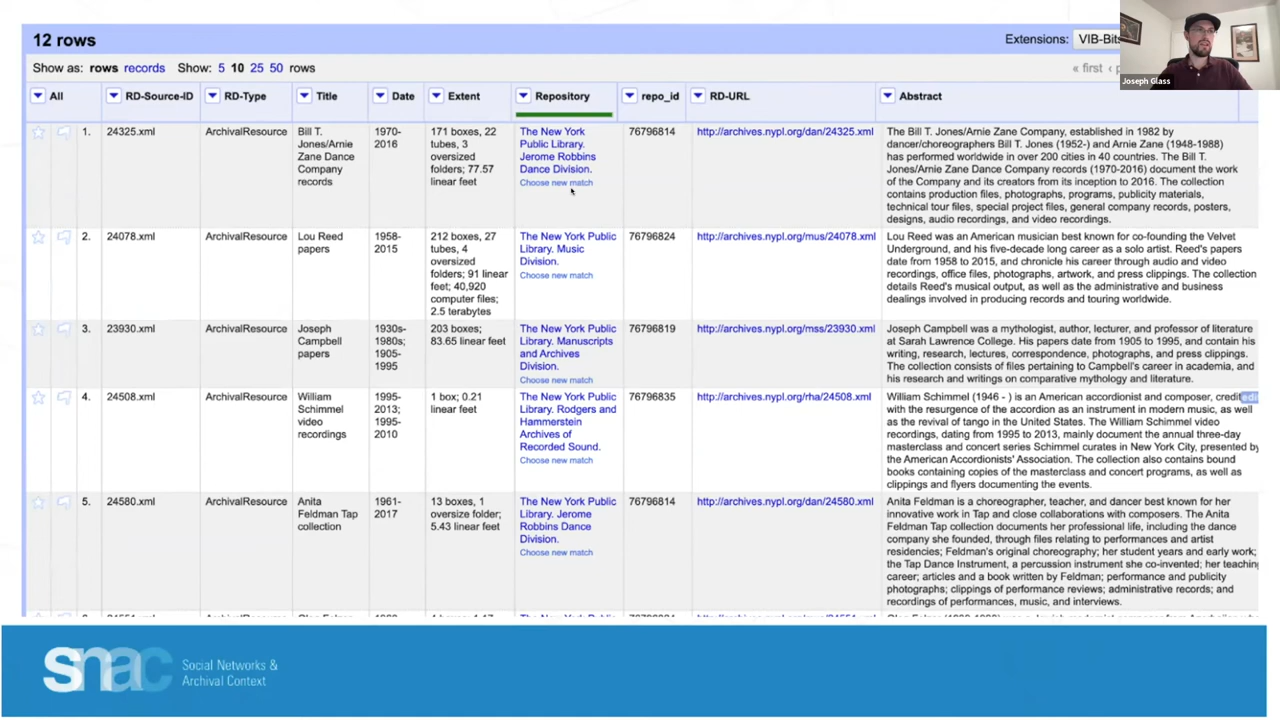 12 rows
Extensions: VIB-Bits
Joseph Glass
Show as: rows records Show: 5 10 25 50 rows
« first ‹
All RD-Source-ID RD-Type Title Date Extent Repository repo_id RD-URL Abstract
1. 24325.xml ArchivalResource
Bill T.
Jones/Arnie
Zane Dance
Company
records
1970-
2016
171 boxes, 22
tubes, 3
oversized
folders; 77.57
linear feet
The New York
Public Library.
Jerome Robbins
Dance Division.
Choose new match
76796814
http://archives.nypl.org/dan/24325.xml
The Bill T. Jones/Arnie Zane Company, established in 1982 by
dancer/choreographers Bill T. Jones (1952-) and Arnie Zane (1948-1988)
has performed worldwide in over 200 cities in 40 countries. The Bill T.
Jones/Arnie Zane Dance Company records (1970-2016) document the
work of the Company and its creators from its inception to 2016. The collection
contains production files, photographs, programs, publicity materials,
technical tour files, special project files, general company records, posters,
designs, audio recordings, and video recordings.
2. 24078.xml ArchivalResource
Lou Reed
papers
1958-
2015
212 boxes, 27
tubes, 4
oversized
folders; 91 linear
feet; 40,920
computer files;
2.5 terabytes
The New York Public
Library. Music
Division.
Choose new match
76796824
http://archives.nypl.org/mus/24078.xml
Lou Reed was an American musician best known for co-founding the Velvet
Underground, and his five-decade long career as a solo artist. Reed's papers
date from 1958 to 2015, and chronicle his career through audio and video
recordings, office files, photographs, artwork, and press clippings. The collection
details Reed's musical output, as well as the administrative and business
dealings involved in producing records and touring worldwide.
3. 23930.xml ArchivalResource
Joseph
Campbell
papers
1930s-
1980s;
1905-
1995
203 boxes;
83.65 linear feet
The New York Public
Library. Manuscripts
and Archives
Division.
Choose new match
76796819
http://archives.nypl.org/mss/23930.xml
Joseph Campbell was a mythologist, author, lecturer, and professor of literature
at Sarah Lawrence College. His papers date from 1905 to 1995, and contain his
writing, research, lectures, correspondence, photographs, and press clippings.
The collection consists of files pertaining to Campbell's career in academia, and
his research and writings on comparative mythology and literature.
4. 24508.xml ArchivalResource
William
Schimmel
video
recordings
1995-
2013;
1995-
2010
1 box; 0.21
linear feet
The New York Public
Library. Rodgers and
Hammerstein
Archives of
Recorded Sound.
Choose new match
76796835
http://archives.nypl.org/rha/24508.xml
William Schimmel (1946 - ) is an American accordionist and composer, credit
edit
with the resurgence of the accordion as an instrument in modern music, as well
as the revival of tango in the United States. The William Schimmel video
recordings, dating from 1995 to 2013, mainly document the annual three-day
masterclass and concert series Schimmel curates in New York City, presented by
the American Accordionists' Association. The collection also contains bound
books containing copies of the masterclass and concert programs, as well as
clippings and flyers documenting the events.
5. 24580.xml ArchivalResource
Anita
Feldman Tap
collection
1961-
2017
13 boxes, 1
oversize folder;
5.43 linear feet
The New York Public
Library. Jerome
Robbins Dance
Division.
Choose new match
76796814
http://archives.nypl.org/dan/24580.xml
Anita Feldman is a choreographer, teacher, and dancer best known for her
innovative work in Tap and close collaborations with composers. The Anita
Feldman Tap collection documents her professional life, including the dance
company she founded, through files relating to performances and artist
residencies; Feldman's original choreography; her student years and early work;
the Tap Dance Instrument, a percussion instrument she co-invented; her teaching
career; articles and a book written by Feldman; performance and publicity
photographs; clippings of performance reviews; administrative records; and
recordings of performances, music, and interviews.
snac
Social Networks &
Archival Context